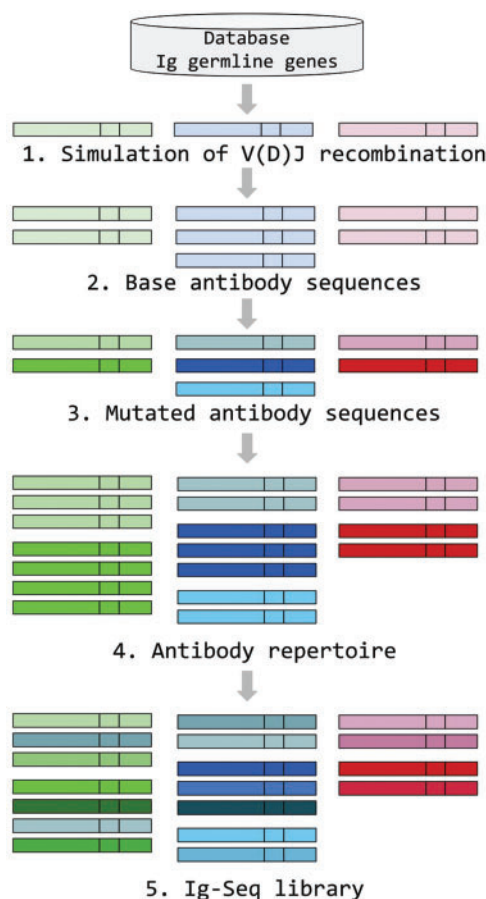 Database
Ig germline genes
1. Simulation of V(D)J recombination
2. Base antibody sequences
3. Mutated antibody sequences
4. Antibody repertoire
5. Ig-Seq library